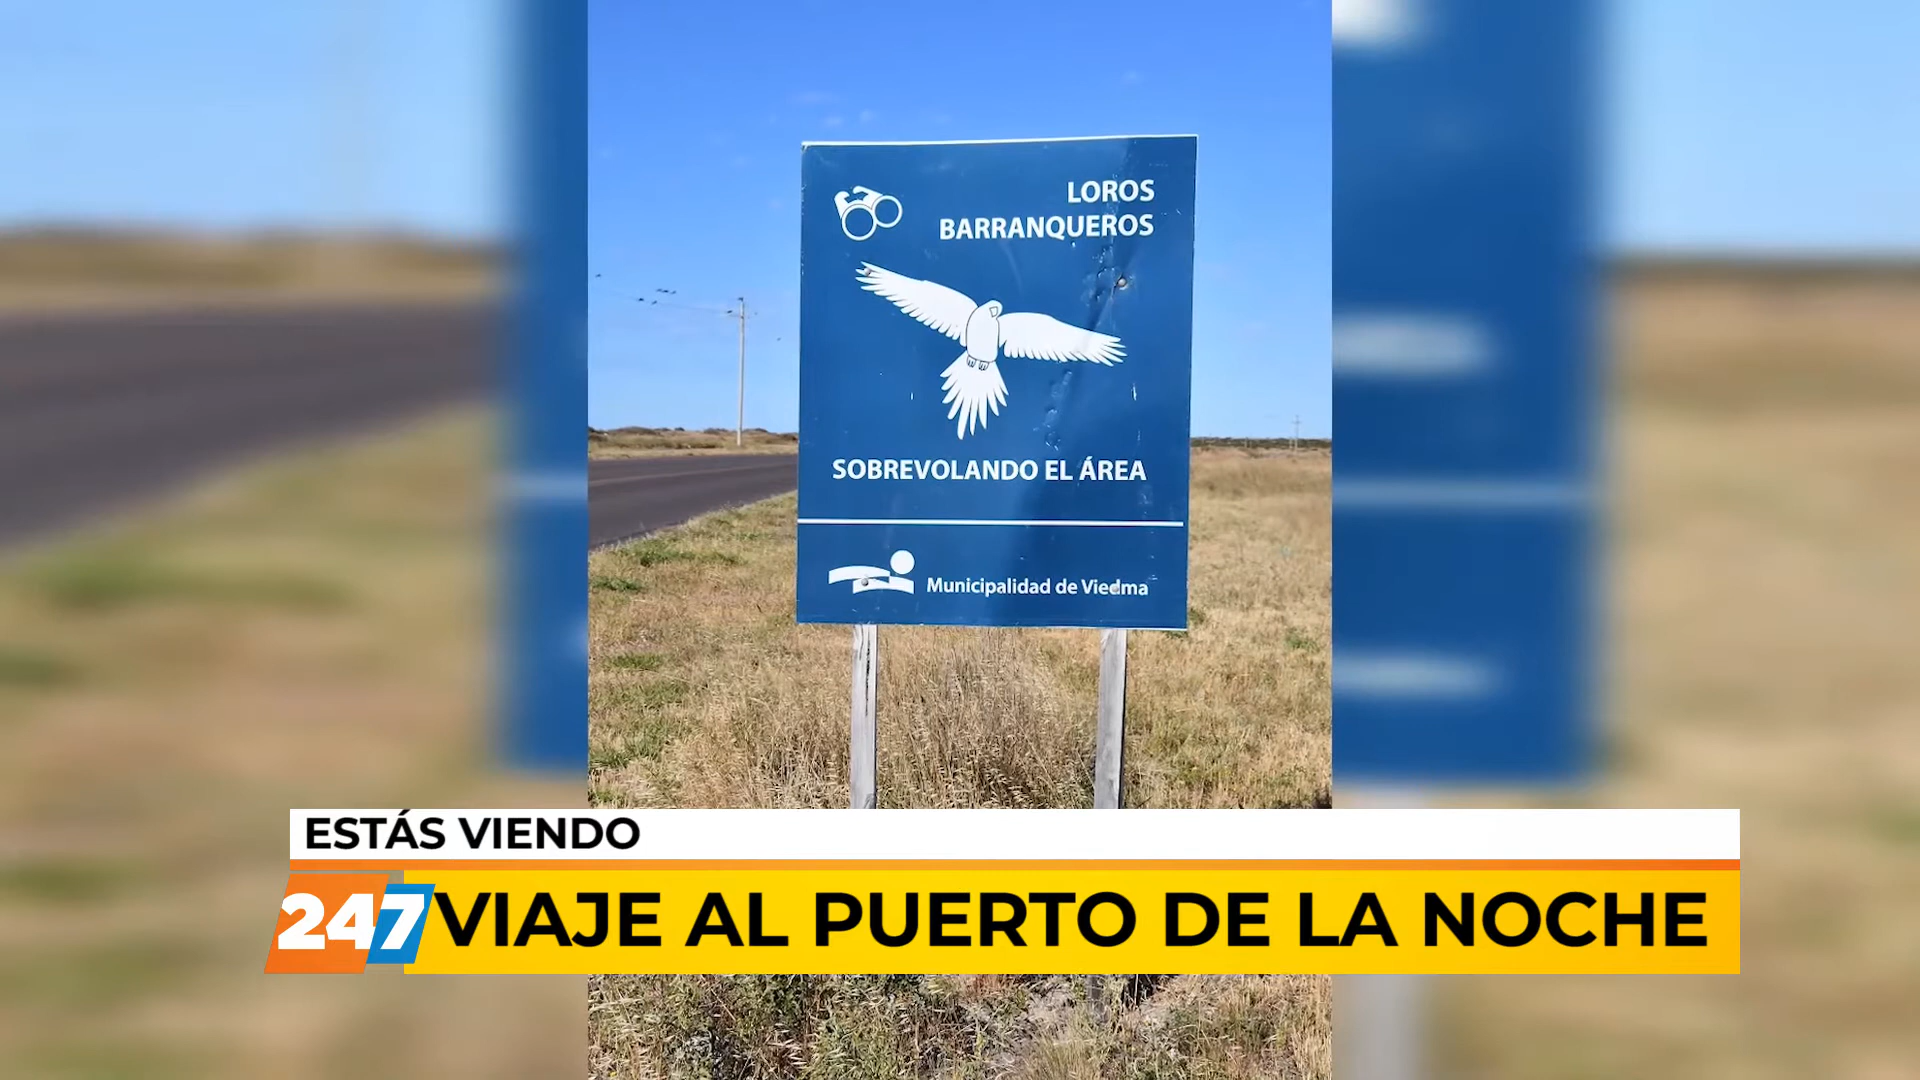 LOROS
BARRANQUEROS
SOBREVOLANDO EL ÁREA
Municipalidad de Viedma
ESTÁS VIENDO
247
VIAJE AL PUERTO DE LA NOCHE